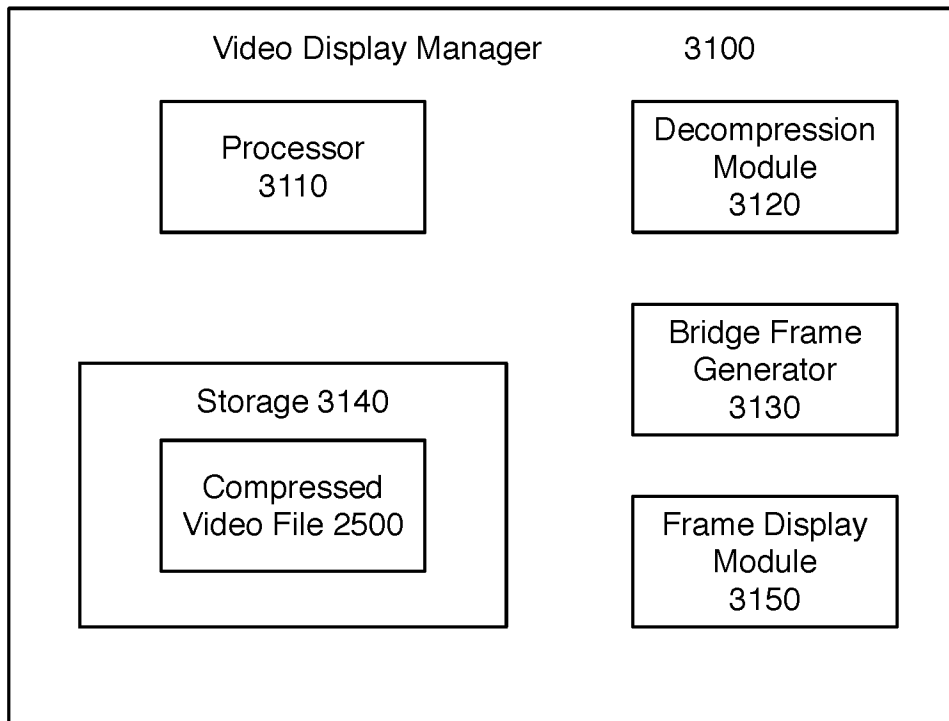 Video Display Manager 3100
Processor
3110
Decompression
Module
3120
Bridge Frame
Generator
3130
Storage 3140
Compressed
Video File 2500
Frame Display
Module
3150